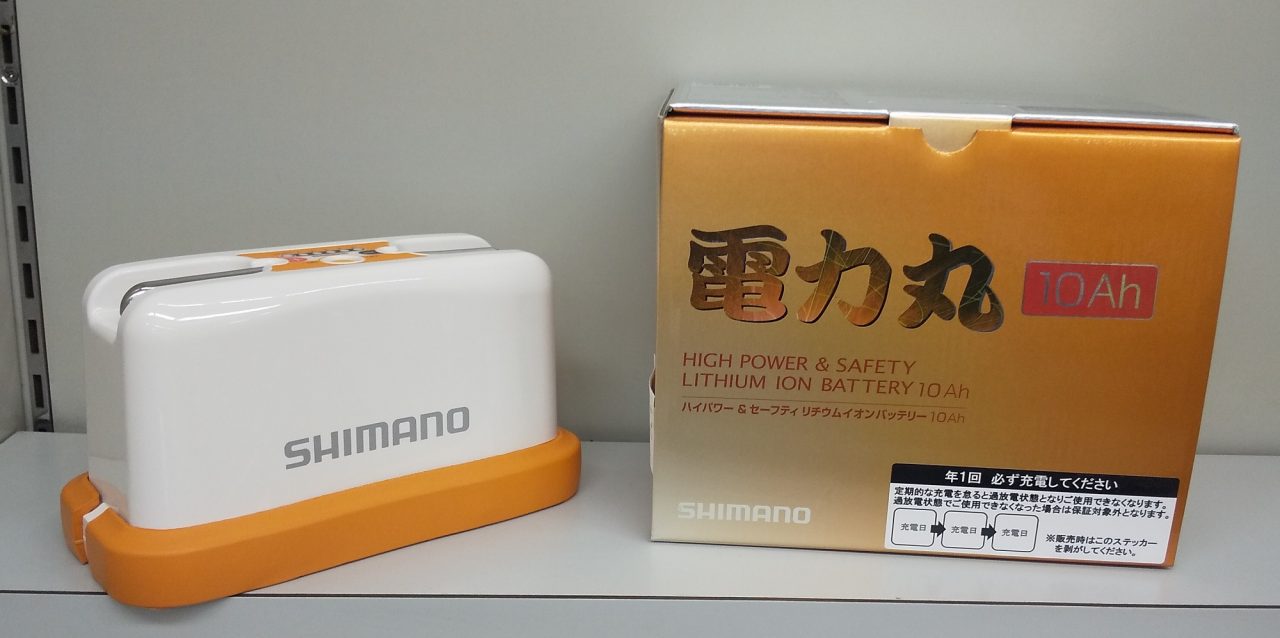 SHIMANO
電力丸 10Ah
HIGH POWER & SAFETY
LITHIUM ION BATTERY 10Ah
ハイパワー & セーフティ リチウムイオンバッテリー 10Ah
SHIMANO
年1回 必ず充電してください
定期的な充電を怠ると過放電状態となりご使用できなくなります。
過放電状態でご使用できなくなった場合は保証対象外となります。
充電日 充電日 充電日
※販売時はこのステッカー
を剥がしてください。